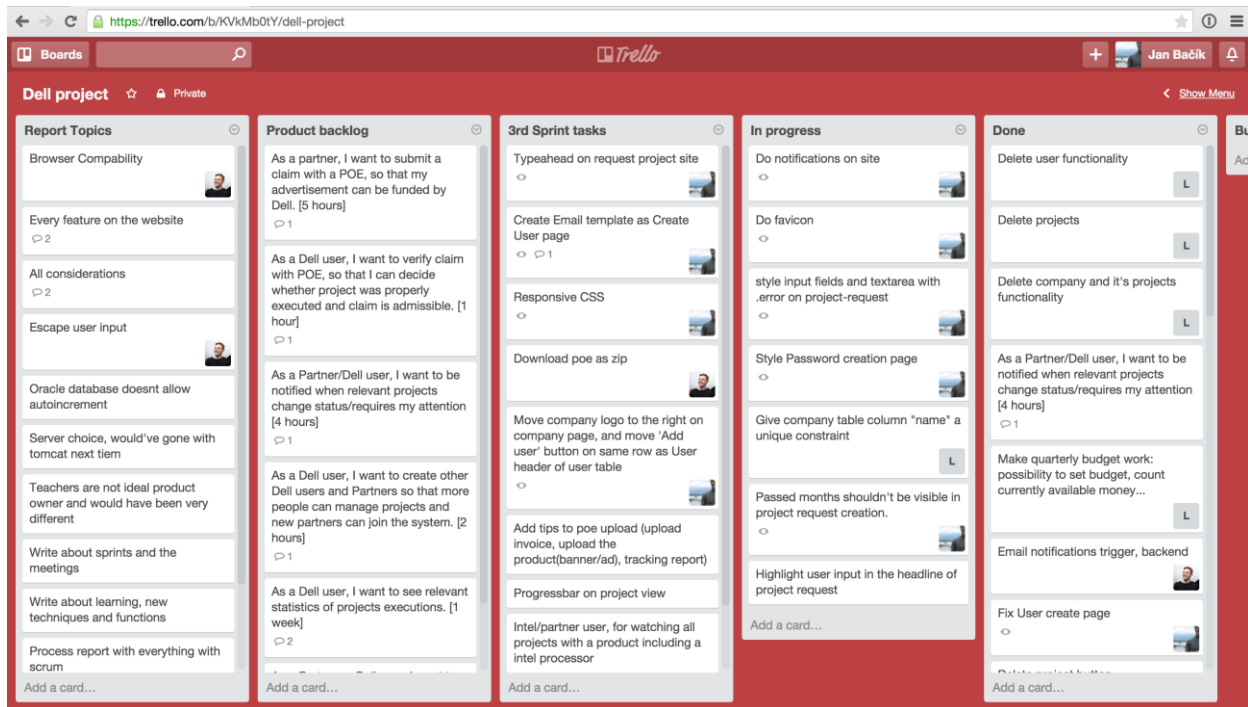 https://trello.com/b/KVkMb0tY/dell-project
Boards
Trello
Jan Bačík
Dell project
Private
Show Menu
Report Topics
Browser Compability
Every feature on the website
2
All considerations
2
Escape user input
Oracle database doesnt allow
autoincrement
Server choice, would've gone with
tomcat next tiem
Teachers are not ideal product
owner and would have been very
different
Write about sprints and the
meetings
Write about learning, new
techniques and functions
Process report with everything with
scrum
Add a card...
Product backlog
As a partner, I want to submit a
claim with a POE, so that my
advertisement can be funded by
Dell. [5 hours]
1
As a Dell user, I want to verify claim
with POE, so that I can decide
whether project was properly
executed and claim is admissible. [1
hour]
1
As a Partner/Dell user, I want to be
notified when relevant projects
change status/requires my attention
[4 hours]
1
As a Dell user, I want to create other
Dell users and Partners so that more
people can manage projects and
new partners can join the system. [2
hours]
1
As a Dell user, I want to see relevant
statistics of projects executions. [1
week]
2
Add a card...
3rd Sprint tasks
Typeahead on request project site
Create Email template as Create
User page
1
Responsive CSS
Download poe as zip
Move company logo to the right on
company page, and move 'Add
user' button on same row as User
header of user table
Add tips to poe upload (upload
invoice, upload the
product(banner/ad), tracking report)
Progressbar on project view
Intel/partner user, for watching all
projects with a product including a
intel processor
Add a card...
In progress
Do notifications on site
Do favicon
style input fields and textarea with
.error on project-request
Style Password creation page
Give company table column "name" a
unique constraint
L
Passed months shouldn't be visible in
project request creation.
Highlight user input in the headline of
project request
Add a card...
Done
Delete user functionality
L
Delete projects
L
Delete company and it's projects
functionality
L
As a Partner/Dell user, I want to be
notified when relevant projects
change status/requires my attention
[4 hours]
1
Make quarterly budget work:
possibility to set budget, count
currently available money...
L
Email notifications trigger, backend
Fix User create page
Delete project button
Add a card...
Bu
Ad